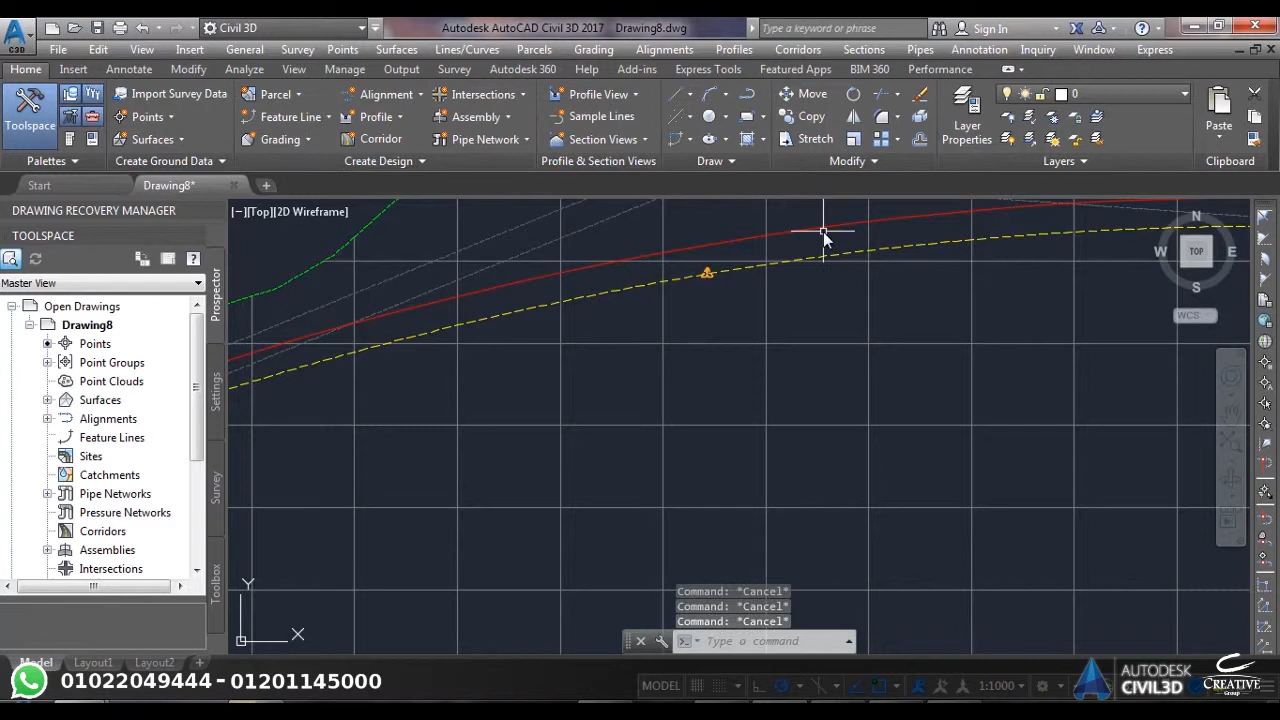 Civil 3D
Autodesk AutoCAD Civil 3D 2017 Drawing8.dwg
Type a keyword or phrase
Sign In
C3D
File Edit View Insert General Survey Points Surfaces Lines/Curves Parcels Grading Alignments Profiles Corridors Sections Pipes Annotation Inquiry Window Express
Home Insert Annotate Modify Analyze View Manage Output Survey Autodesk 360 Help Add-ins Express Tools Featured Apps BIM 360 Performance
Toolspace
Import Survey Data
Points
Surfaces
Parcel
Feature Line
Grading
Alignment
Profile
Corridor
Intersections
Assembly
Pipe Network
Profile View
Sample Lines
Section Views
Move
Copy
Stretch
Layer
Properties
0
Paste
Palettes
Create Ground Data
Create Design
Profile & Section Views
Draw
Modify
Layers
Clipboard
Start
Drawing8*
DRAWING RECOVERY MANAGER
TOOLSPACE
Master View
Open Drawings
Drawing8
Points
Point Groups
Point Clouds
Surfaces
Alignments
Feature Lines
Sites
Catchments
Pipe Networks
Pressure Networks
Corridors
Assemblies
Intersections
Prospector
Settings
Survey
Toolbox
[−][Top][2D Wireframe]
N
W TOP E
S
WCS
Y
X
Command: *Cancel*
Command: *Cancel*
Command: *Cancel*
Type a command
Model Layout1 Layout2
01022049444 – 01201145000
MODEL
1:1000
AUTODESK
CIVIL3D
CREATIVE
Group